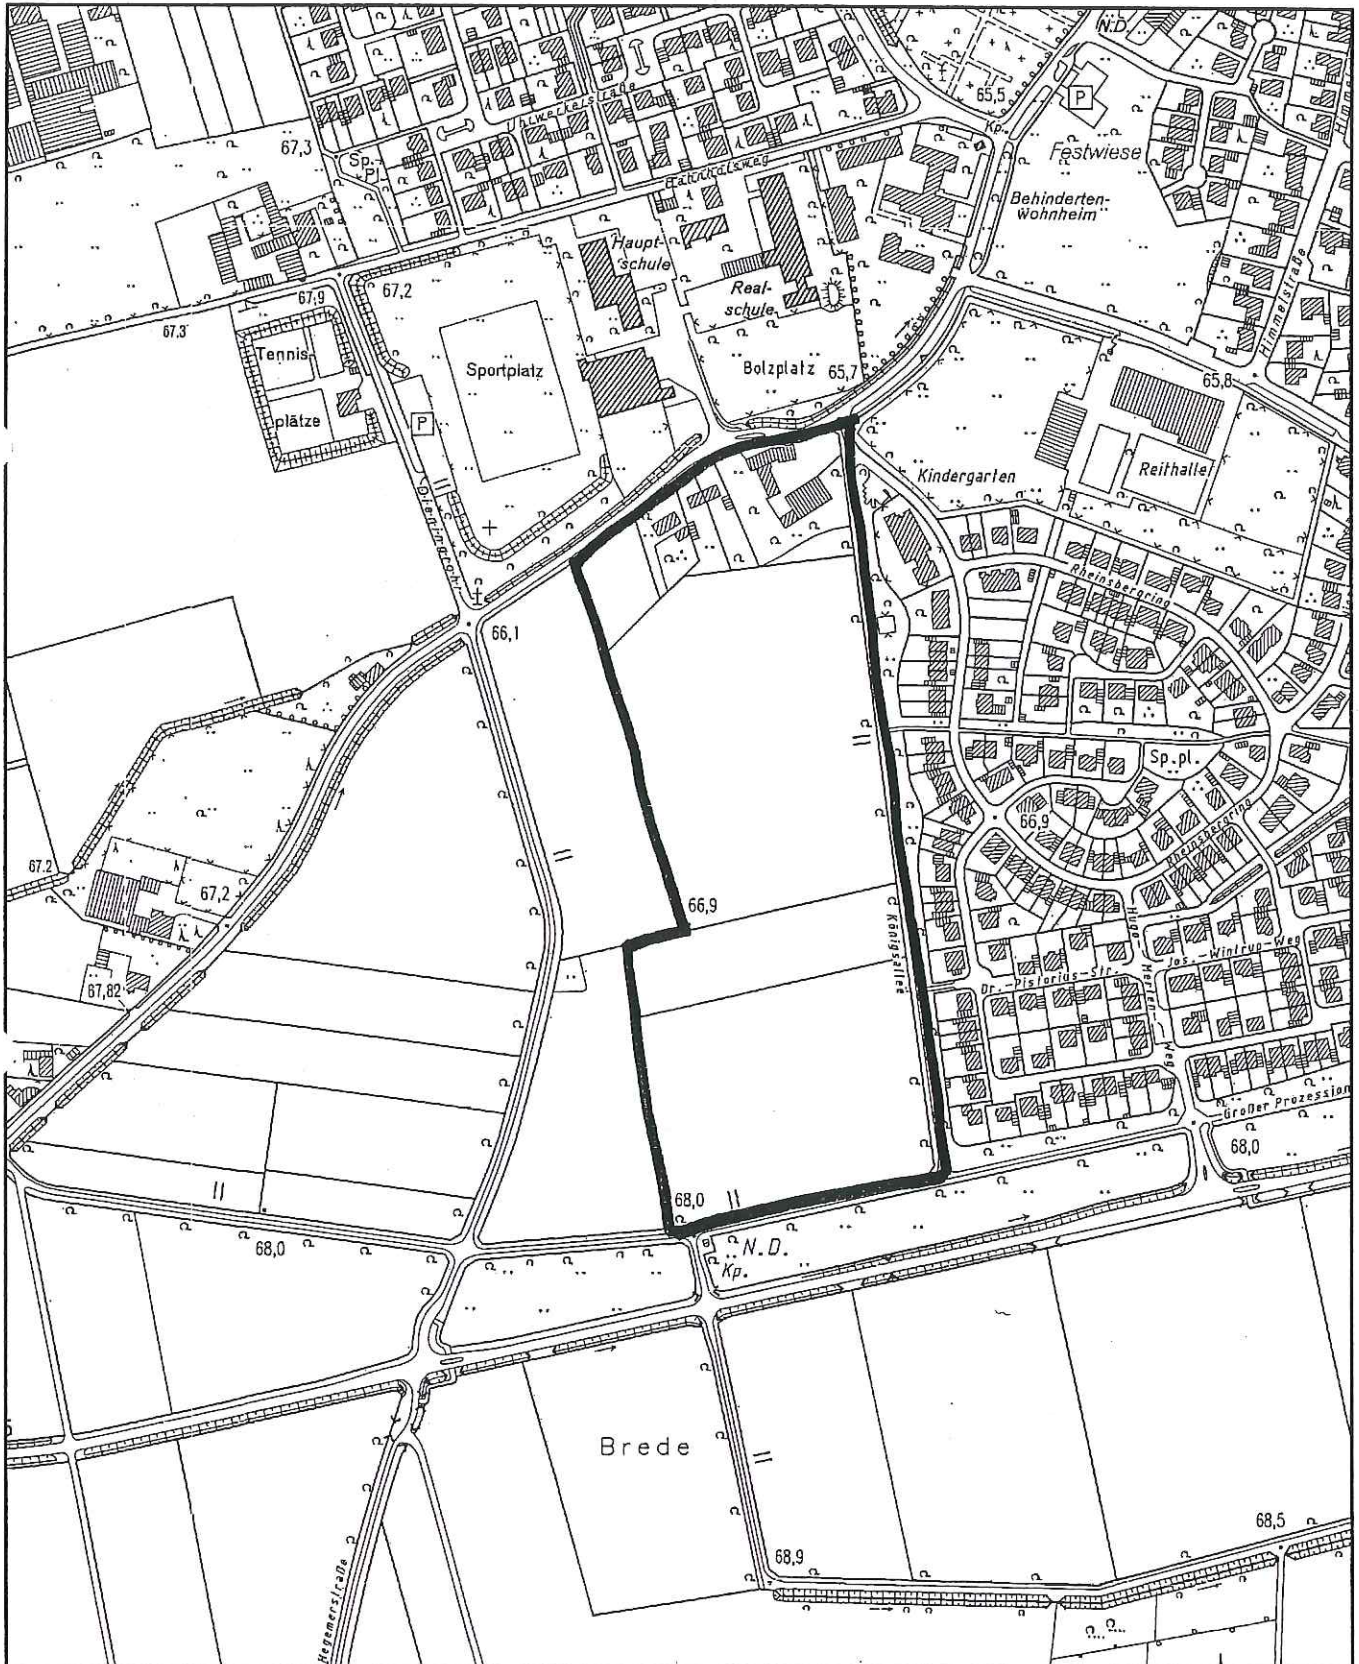 N.D.
65,5
P
Kp.
67,3
Sp.
Pl.
Festwiese
Behinderten-
wohnheim
Haupt-
schule
Real-
schule
67,9
67,2
67.3
Himmelstraße
Tennis
plätze
Sportplatz
Bolzplatz
65,7
65,8
P
Kindergarten
Reithalle
Rheinsbergring
66,1
Sp.pl.
66,9
Rheinsbergring
67.2
67,2
66,9
Königsallee
Hugo-
Merten-
Weg
Jos.-Wintrup-Weg
Dr.-Pistorius-Str.
67,82
Großer Prozession
68,0
68,0
68,0
N.D.
Kp.
Brede
68,5
68,9
Hegemerstraße